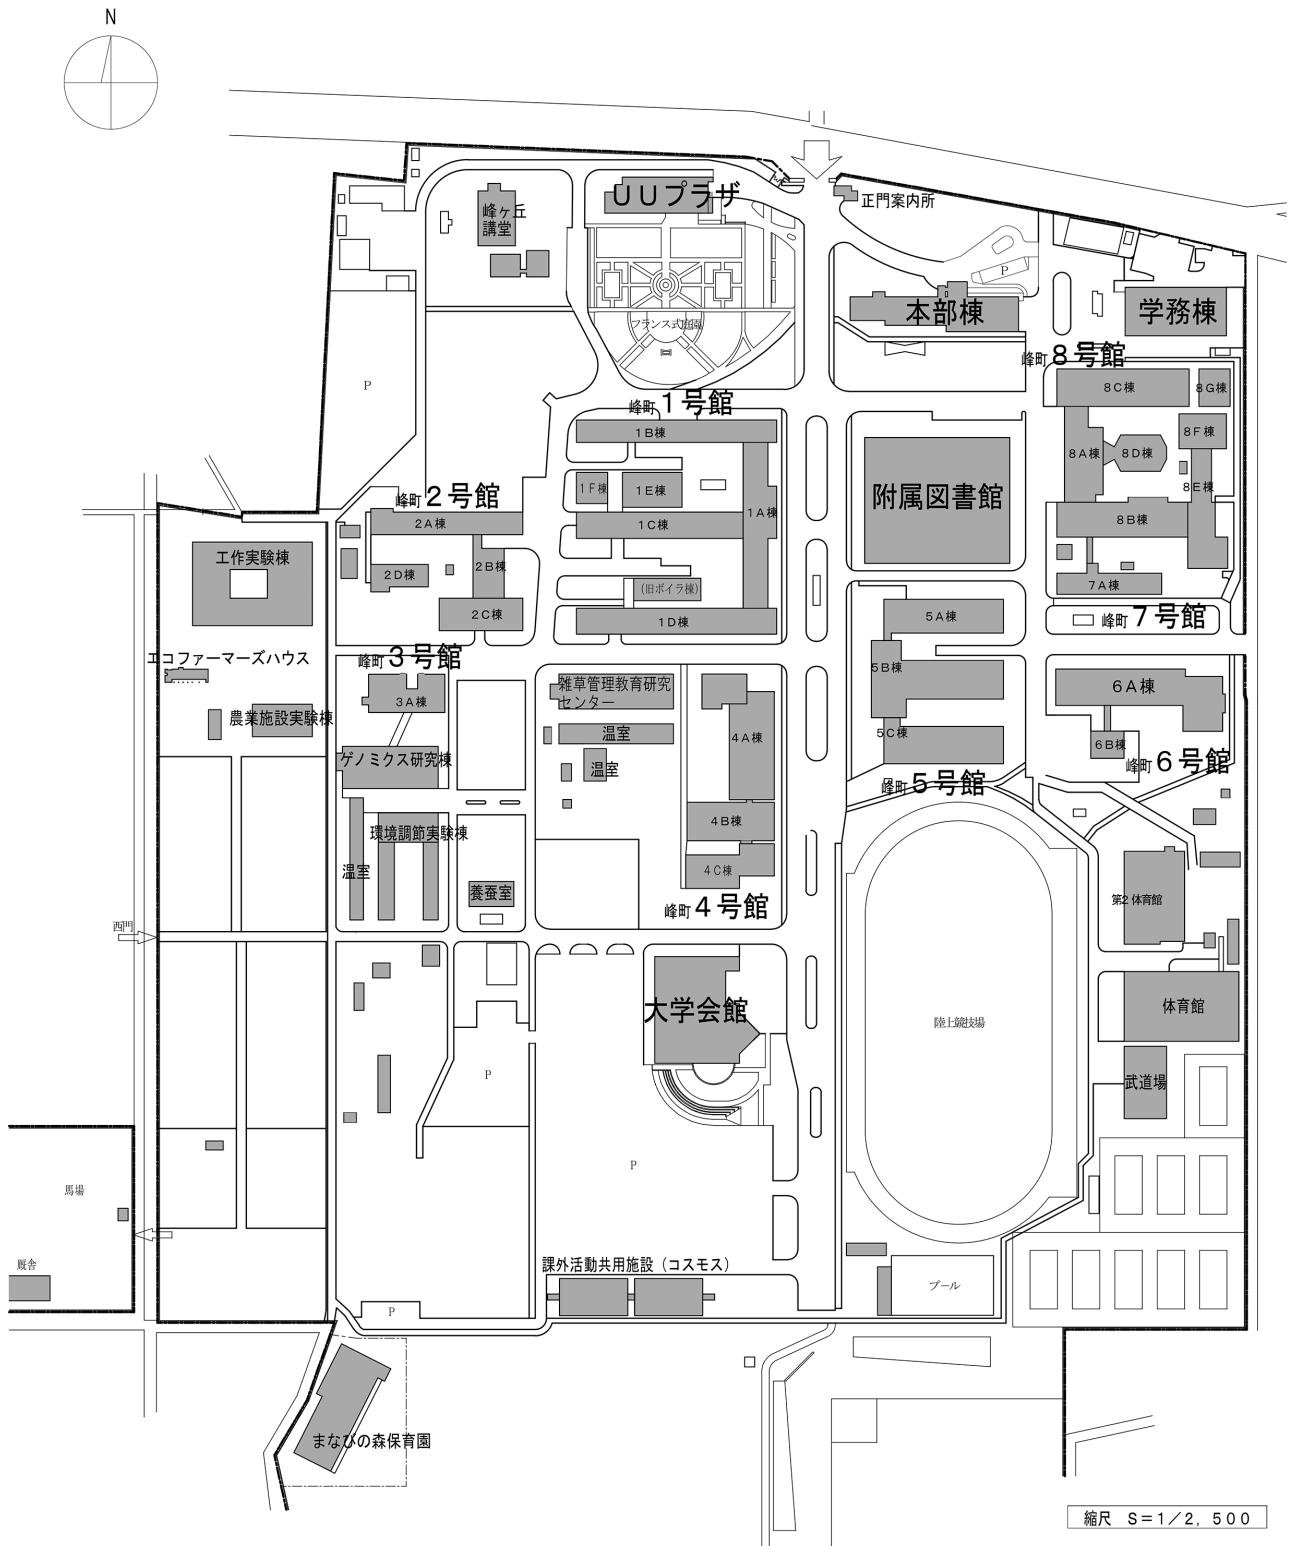 N
UUプラザ
峰ヶ丘
講堂
正門案内所
P
本部棟
学務棟
フランス式庭園
峰町8号館
8C棟
8G棟
P
峰町1号館
1B棟
8F棟
8A棟
8D棟
8E棟
附属図書館
1F棟
1E棟
1A棟
峰町2号館
2A棟
1C棟
8B棟
工作実験棟
2B棟
2D棟
7A棟
(旧ボイラ棟)
2C棟
1D棟
5A棟
峰町7号館
エコファーマーズハウス
峰町3号館
5B棟
雑草管理教育研究
センター
6A棟
3A棟
農業施設実験棟
温室
4A棟
5C棟
6B棟
ゲノミクス研究棟
温室
峰町6号館
峰町5号館
4B棟
環境調節実験棟
温室
4C棟
養蚕室
第2体育館
峰町4号館
西門
大学会館
体育館
陸上競技場
P
武道場
P
馬場
厩舎
課外活動共用施設(コスモス)
プール
P
まなびの森保育園
縮尺 S=1/2,500